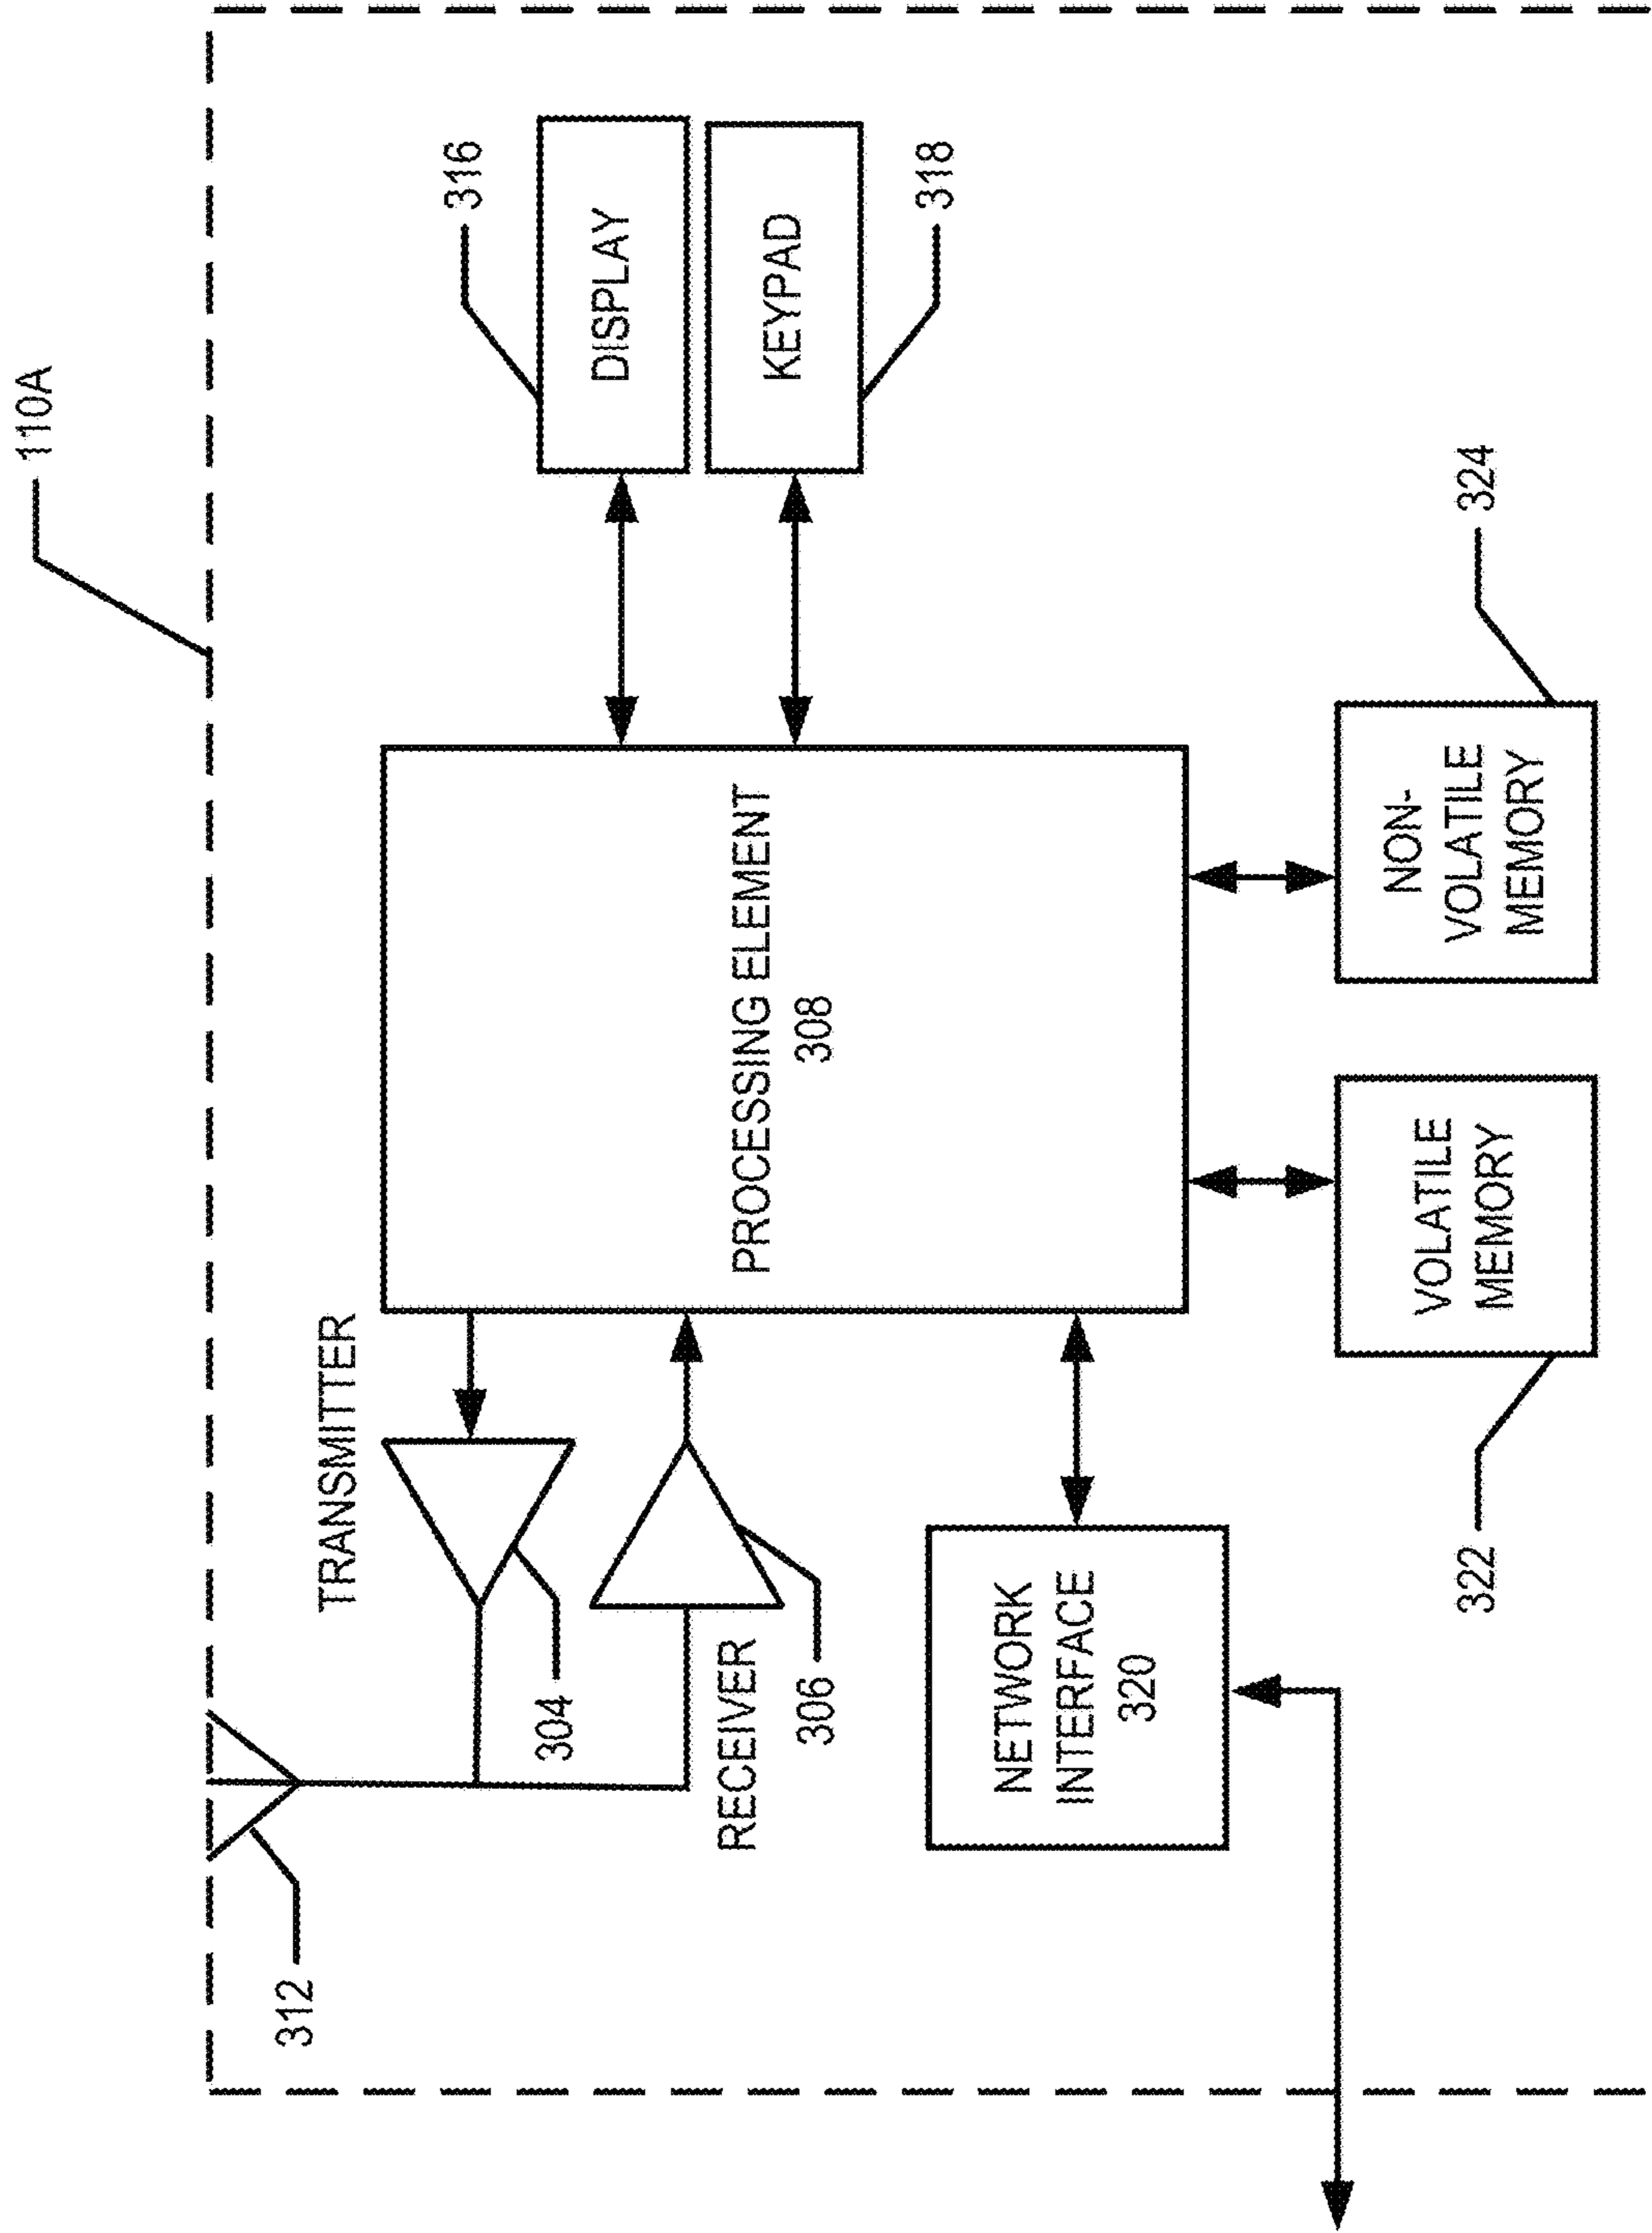 110A
312
TRANSMITTER
304
RECEIVER
306
PROCESSING ELEMENT
308
316
DISPLAY
KEYPAD
318
NETWORK
INTERFACE
320
VOLATILE
MEMORY
322
NON-
VOLATILE
MEMORY
324